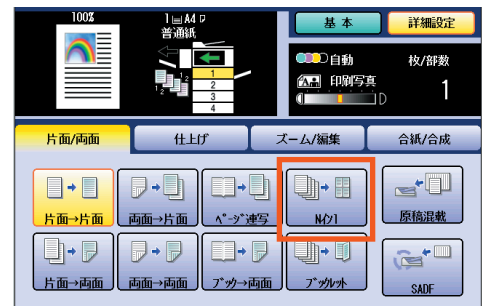 100% 1 A4
普通紙
基本 詳細設定
自動 枚/部数
印刷写真 1
1 2
1 2
1
2
3
4
片面/両面 仕上げ ズーム/編集 合紙/合成
片面→片面 両面→片面 ページ連写 Nイン1 原稿混載
片面→両面 両面→両面 ブック→両面 ブックレット SADF